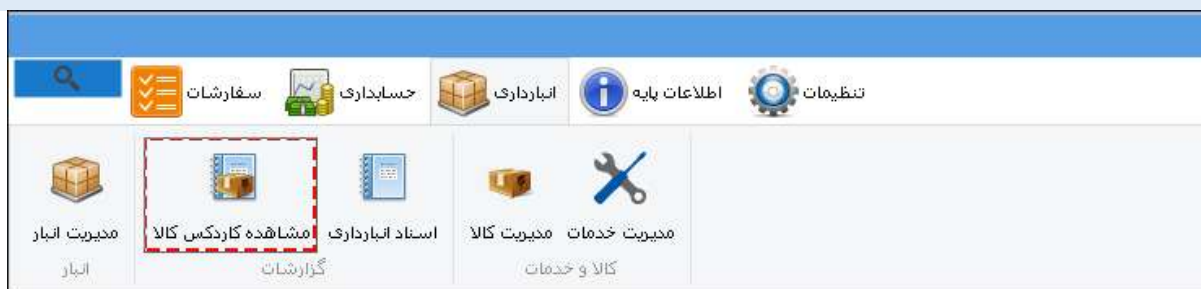 تنظیمات اطلاعات پایه انبارداری حسابداری سفارشات
مدیریت خدمات مدیریت کالا اسناد انبارداری مشاهده کاردکس کالا مدیریت انبار
کالا و خدمات گزارشات انبار